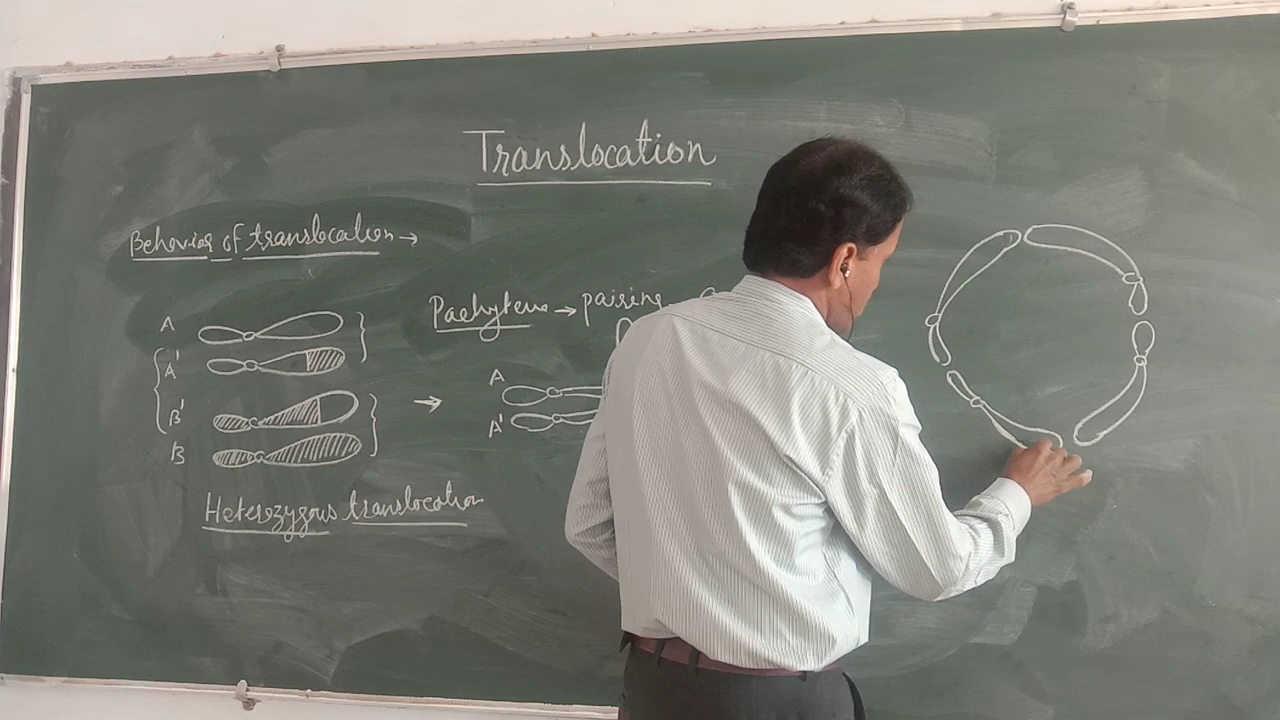 Translocation
Behavior of translocation →
Pachytene → pairing
A
A'
B'
B
→
A
A'
Heterozygous translocation